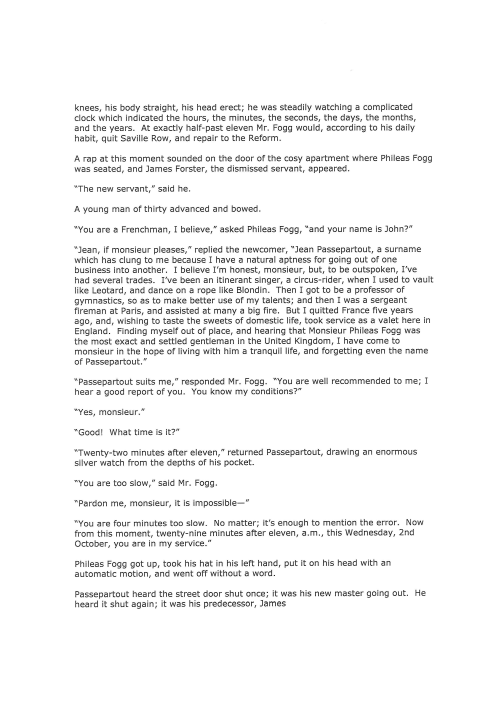 knees, his body straight, his head erect; he was steadily watching a complicated
clock which indicated the hours, the minutes, the seconds, the days, the months,
and the years.  At exactly half-past eleven Mr. Fogg would, according to his daily
habit, quit Saville Row, and repair to the Reform.
A rap at this moment sounded on the door of the cosy apartment where Phileas Fogg
was seated, and James Forster, the dismissed servant, appeared.
“The new servant,” said he.
A young man of thirty advanced and bowed.
“You are a Frenchman, I believe,” asked Phileas Fogg, “and your name is John?”
“Jean, if monsieur pleases,” replied the newcomer, “Jean Passepartout, a surname
which has clung to me because I have a natural aptness for going out of one
business into another.  I believe I’m honest, monsieur, but, to be outspoken, I’ve
had several trades.  I’ve been an itinerant singer, a circus-rider, when I used to vault
like Leotard, and dance on a rope like Blondin.  Then I got to be a professor of
gymnastics, so as to make better use of my talents; and then I was a sergeant
fireman at Paris, and assisted at many a big fire.  But I quitted France five years
ago, and, wishing to taste the sweets of domestic life, took service as a valet here in
England.  Finding myself out of place, and hearing that Monsieur Phileas Fogg was
the most exact and settled gentleman in the United Kingdom, I have come to
monsieur in the hope of living with him a tranquil life, and forgetting even the name
of Passepartout.”
“Passepartout suits me,” responded Mr. Fogg.  “You are well recommended to me; I
hear a good report of you.  You know my conditions?”
“Yes, monsieur.”
“Good!  What time is it?”
“Twenty-two minutes after eleven,” returned Passepartout, drawing an enormous
silver watch from the depths of his pocket.
“You are too slow,” said Mr. Fogg.
“Pardon me, monsieur, it is impossible—”
“You are four minutes too slow.  No matter; it’s enough to mention the error.  Now
from this moment, twenty-nine minutes after eleven, a.m., this Wednesday, 2nd
October, you are in my service.”
Phileas Fogg got up, took his hat in his left hand, put it on his head with an
automatic motion, and went off without a word.
Passepartout heard the street door shut once; it was his new master going out.  He
heard it shut again; it was his predecessor, James